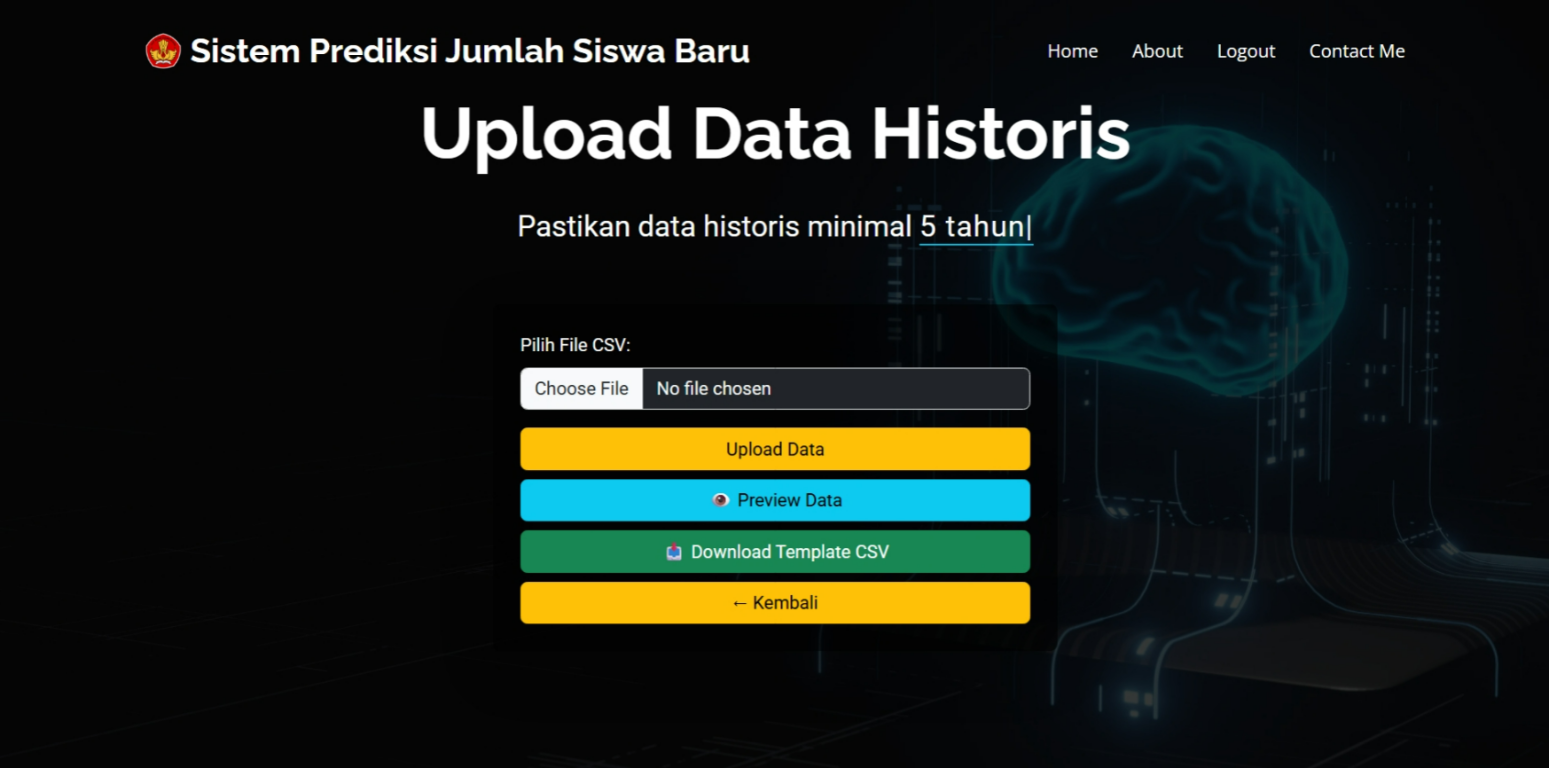 Sistem Prediksi Jumlah Siswa Baru
Home About Logout Contact Me
Upload Data Historis
Pastikan data historis minimal 5 tahun|
Pilih File CSV:
Choose File No file chosen
Upload Data
👁️ Preview Data
📥 Download Template CSV
← Kembali